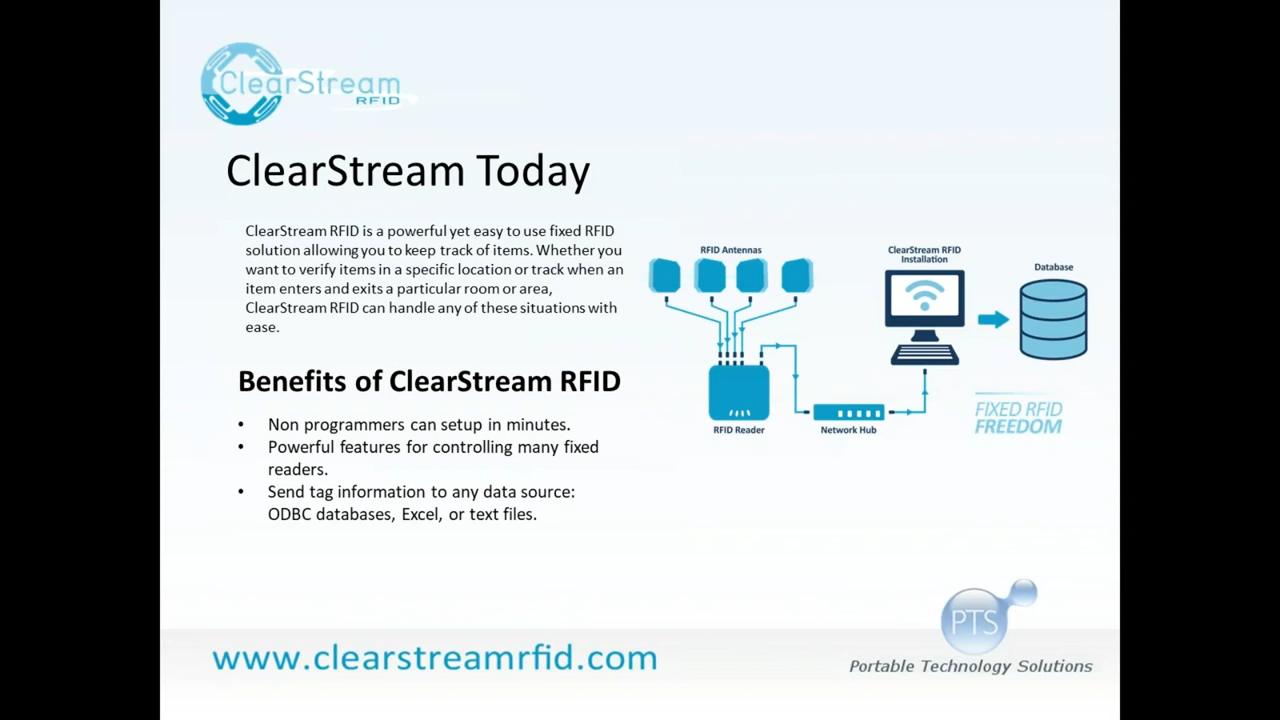 ClearStream
RFID
ClearStream Today
ClearStream RFID is a powerful yet easy to use fixed RFID
solution allowing you to keep track of items. Whether you
want to verify items in a specific location or track when an
item enters and exits a particular room or area,
ClearStream RFID can handle any of these situations with
ease.
Benefits of ClearStream RFID
• Non programmers can setup in minutes.
• Powerful features for controlling many fixed
readers.
• Send tag information to any data source:
ODBC databases, Excel, or text files.
RFID Antennas
ClearStream RFID
Installation
Database
RFID Reader
Network Hub
FIXED RFID
FREEDOM
www.clearstreamrfid.com
PTS
Portable Technology Solutions